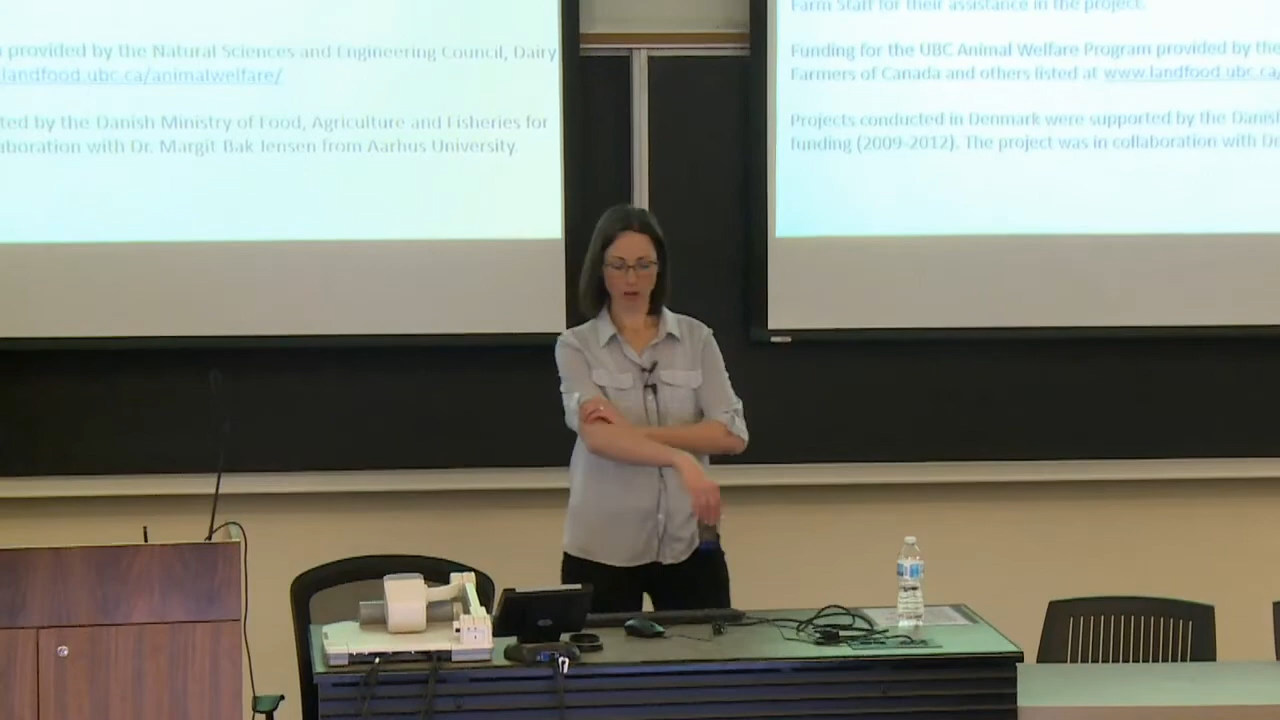 provided by the Natural Sciences and Engineering Council, Dairy
.landfood.ubc.ca/animalwelfare/
ted by the Danish Ministry of Food, Agriculture and Fisheries for
aboration with Dr. Margit Bak Jensen from Aarhus University.
Farm Staff for their assistance in the project.
Funding for the UBC Animal Welfare Program provided by the
Farmers of Canada and others listed at www.landfood.ubc.ca/
Projects conducted in Denmark were supported by the Danish
funding (2009-2012). The project was in collaboration with Dr